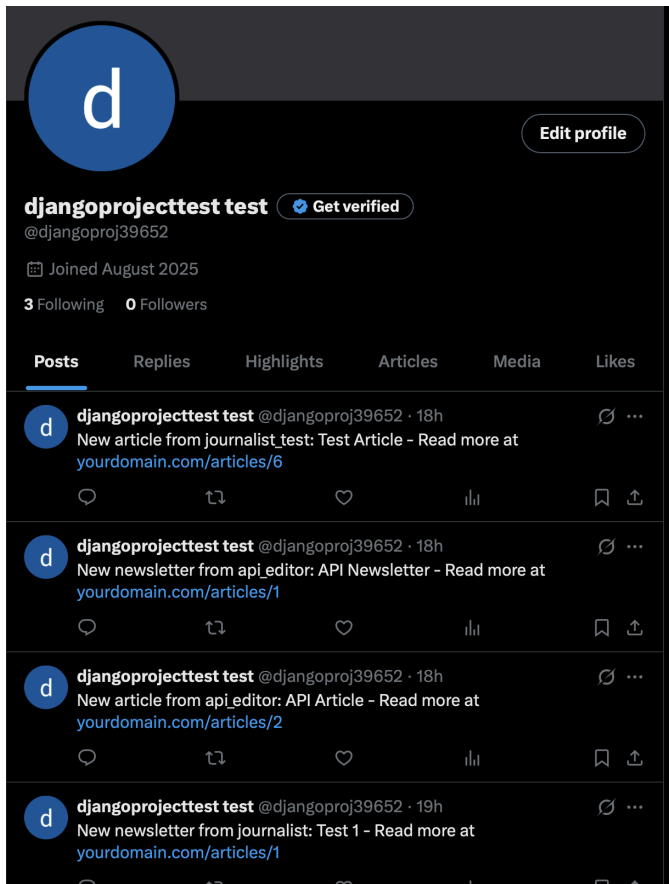 d
Edit profile
djangoprojecttest test Get verified
@djangoproj39652
Joined August 2025
3 Following 0 Followers
Posts Replies Highlights Articles Media Likes
d
djangoprojecttest test @djangoproj39652 · 18h
New article from journalist_test: Test Article - Read more at
yourdomain.com/articles/6
d
djangoprojecttest test @djangoproj39652 · 18h
New newsletter from api_editor: API Newsletter - Read more at
yourdomain.com/articles/1
d
djangoprojecttest test @djangoproj39652 · 18h
New article from api_editor: API Article - Read more at
yourdomain.com/articles/2
d
djangoprojecttest test @djangoproj39652 · 19h
New newsletter from journalist: Test 1 - Read more at
yourdomain.com/articles/1